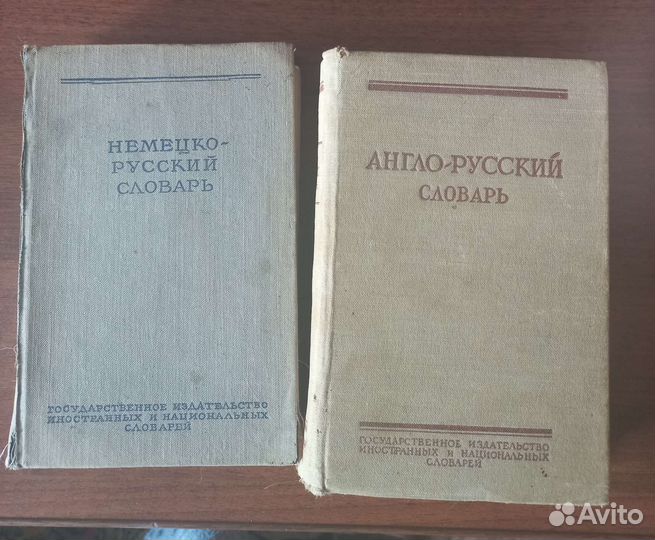 НЕМЕЦКО-
РУССКИЙ
СЛОВАРЬ
ГОСУДАРСТВЕННОЕ ИЗДАТЕЛЬСТВО
ИНОСТРАННЫХ И НАЦИОНАЛЬНЫХ
СЛОВАРЕЙ
АНГЛО-РУССКИЙ
СЛОВАРЬ
ГОСУДАРСТВЕННОЕ ИЗДАТЕЛЬСТВО
ИНОСТРАННЫХ И НАЦИОНАЛЬНЫХ
СЛОВАРЕЙ
Avito